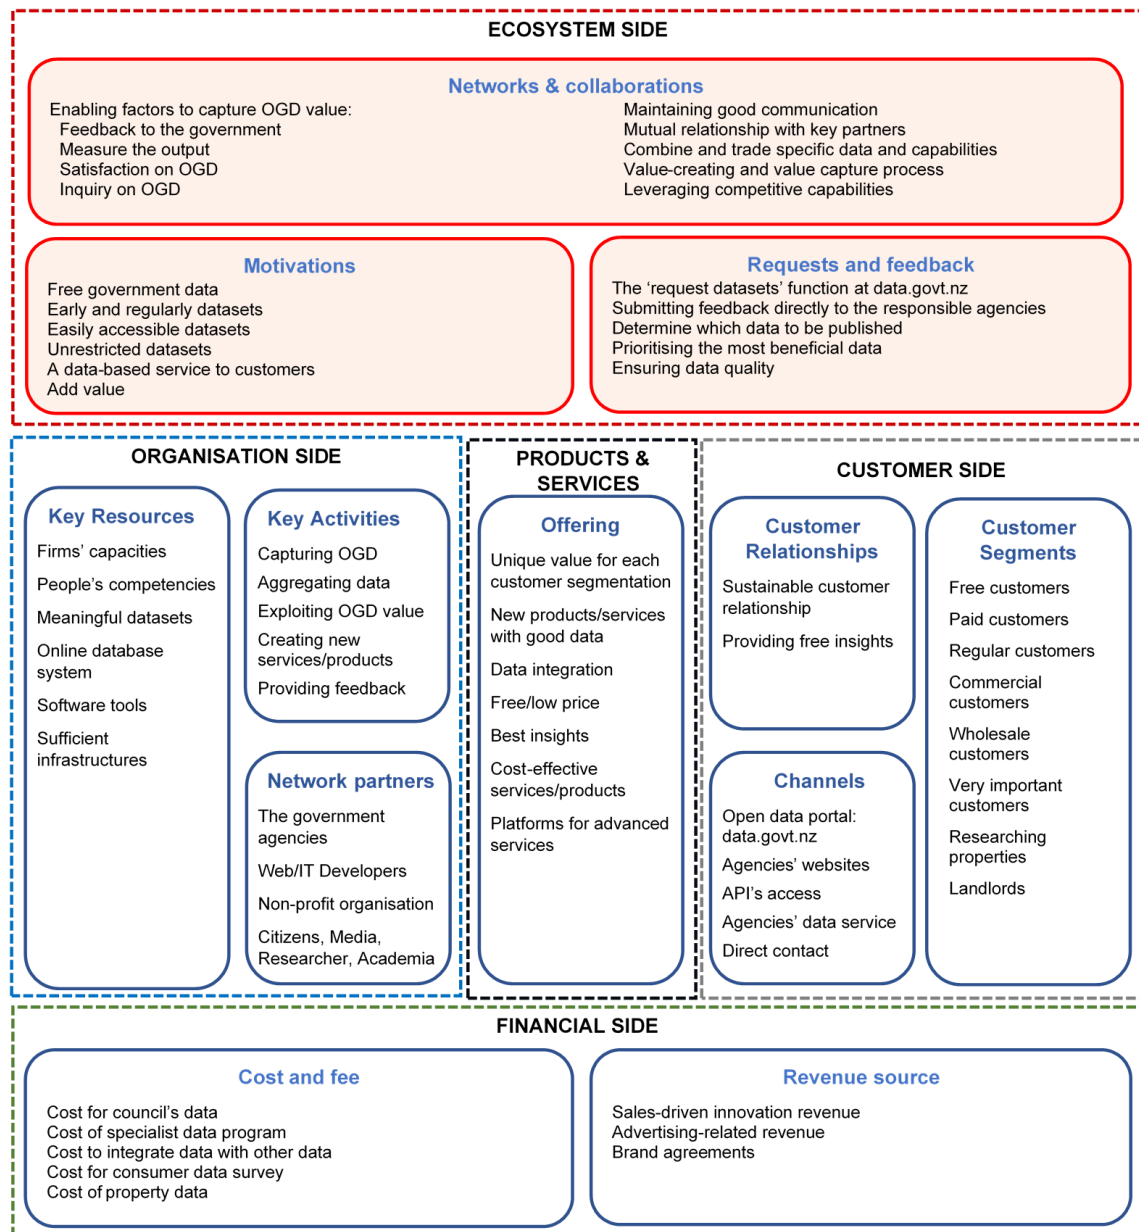 ECOSYSTEM SIDE
Networks & collaborations
Enabling factors to capture OGD value:
Feedback to the government
Measure the output
Satisfaction on OGD
Inquiry on OGD
Maintaining good communication
Mutual relationship with key partners
Combine and trade specific data and capabilities
Value-creating and value capture process
Leveraging competitive capabilities
Motivations
Free government data
Early and regularly datasets
Easily accessible datasets
Unrestricted datasets
A data-based service to customers
Add value
Requests and feedback
The ‘request datasets’ function at data.govt.nz
Submitting feedback directly to the responsible agencies
Determine which data to be published
Prioritising the most beneficial data
Ensuring data quality
ORGANISATION SIDE
Key Resources
Firms’ capacities
People’s competencies
Meaningful datasets
Online database
system
Software tools
Sufficient
infrastructures
Key Activities
Capturing OGD
Aggregating data
Exploiting OGD value
Creating new
services/products
Providing feedback
Network partners
The government
agencies
Web/IT Developers
Non-profit organisation
Citizens, Media,
Researcher, Academia
PRODUCTS &
SERVICES
Offering
Unique value for each
customer segmentation
New products/services
with good data
Data integration
Free/low price
Best insights
Cost-effective
services/products
Platforms for advanced
services
CUSTOMER SIDE
Customer
Relationships
Sustainable customer
relationship
Providing free insights
Channels
Open data portal:
data.govt.nz
Agencies’ websites
API’s access
Agencies’ data service
Direct contact
Customer
Segments
Free customers
Paid customers
Regular customers
Commercial
customers
Wholesale
customers
Very important
customers
Researching
properties
Landlords
FINANCIAL SIDE
Cost and fee
Cost for council’s data
Cost of specialist data program
Cost to integrate data with other data
Cost for consumer data survey
Cost of property data
Revenue source
Sales-driven innovation revenue
Advertising-related revenue
Brand agreements